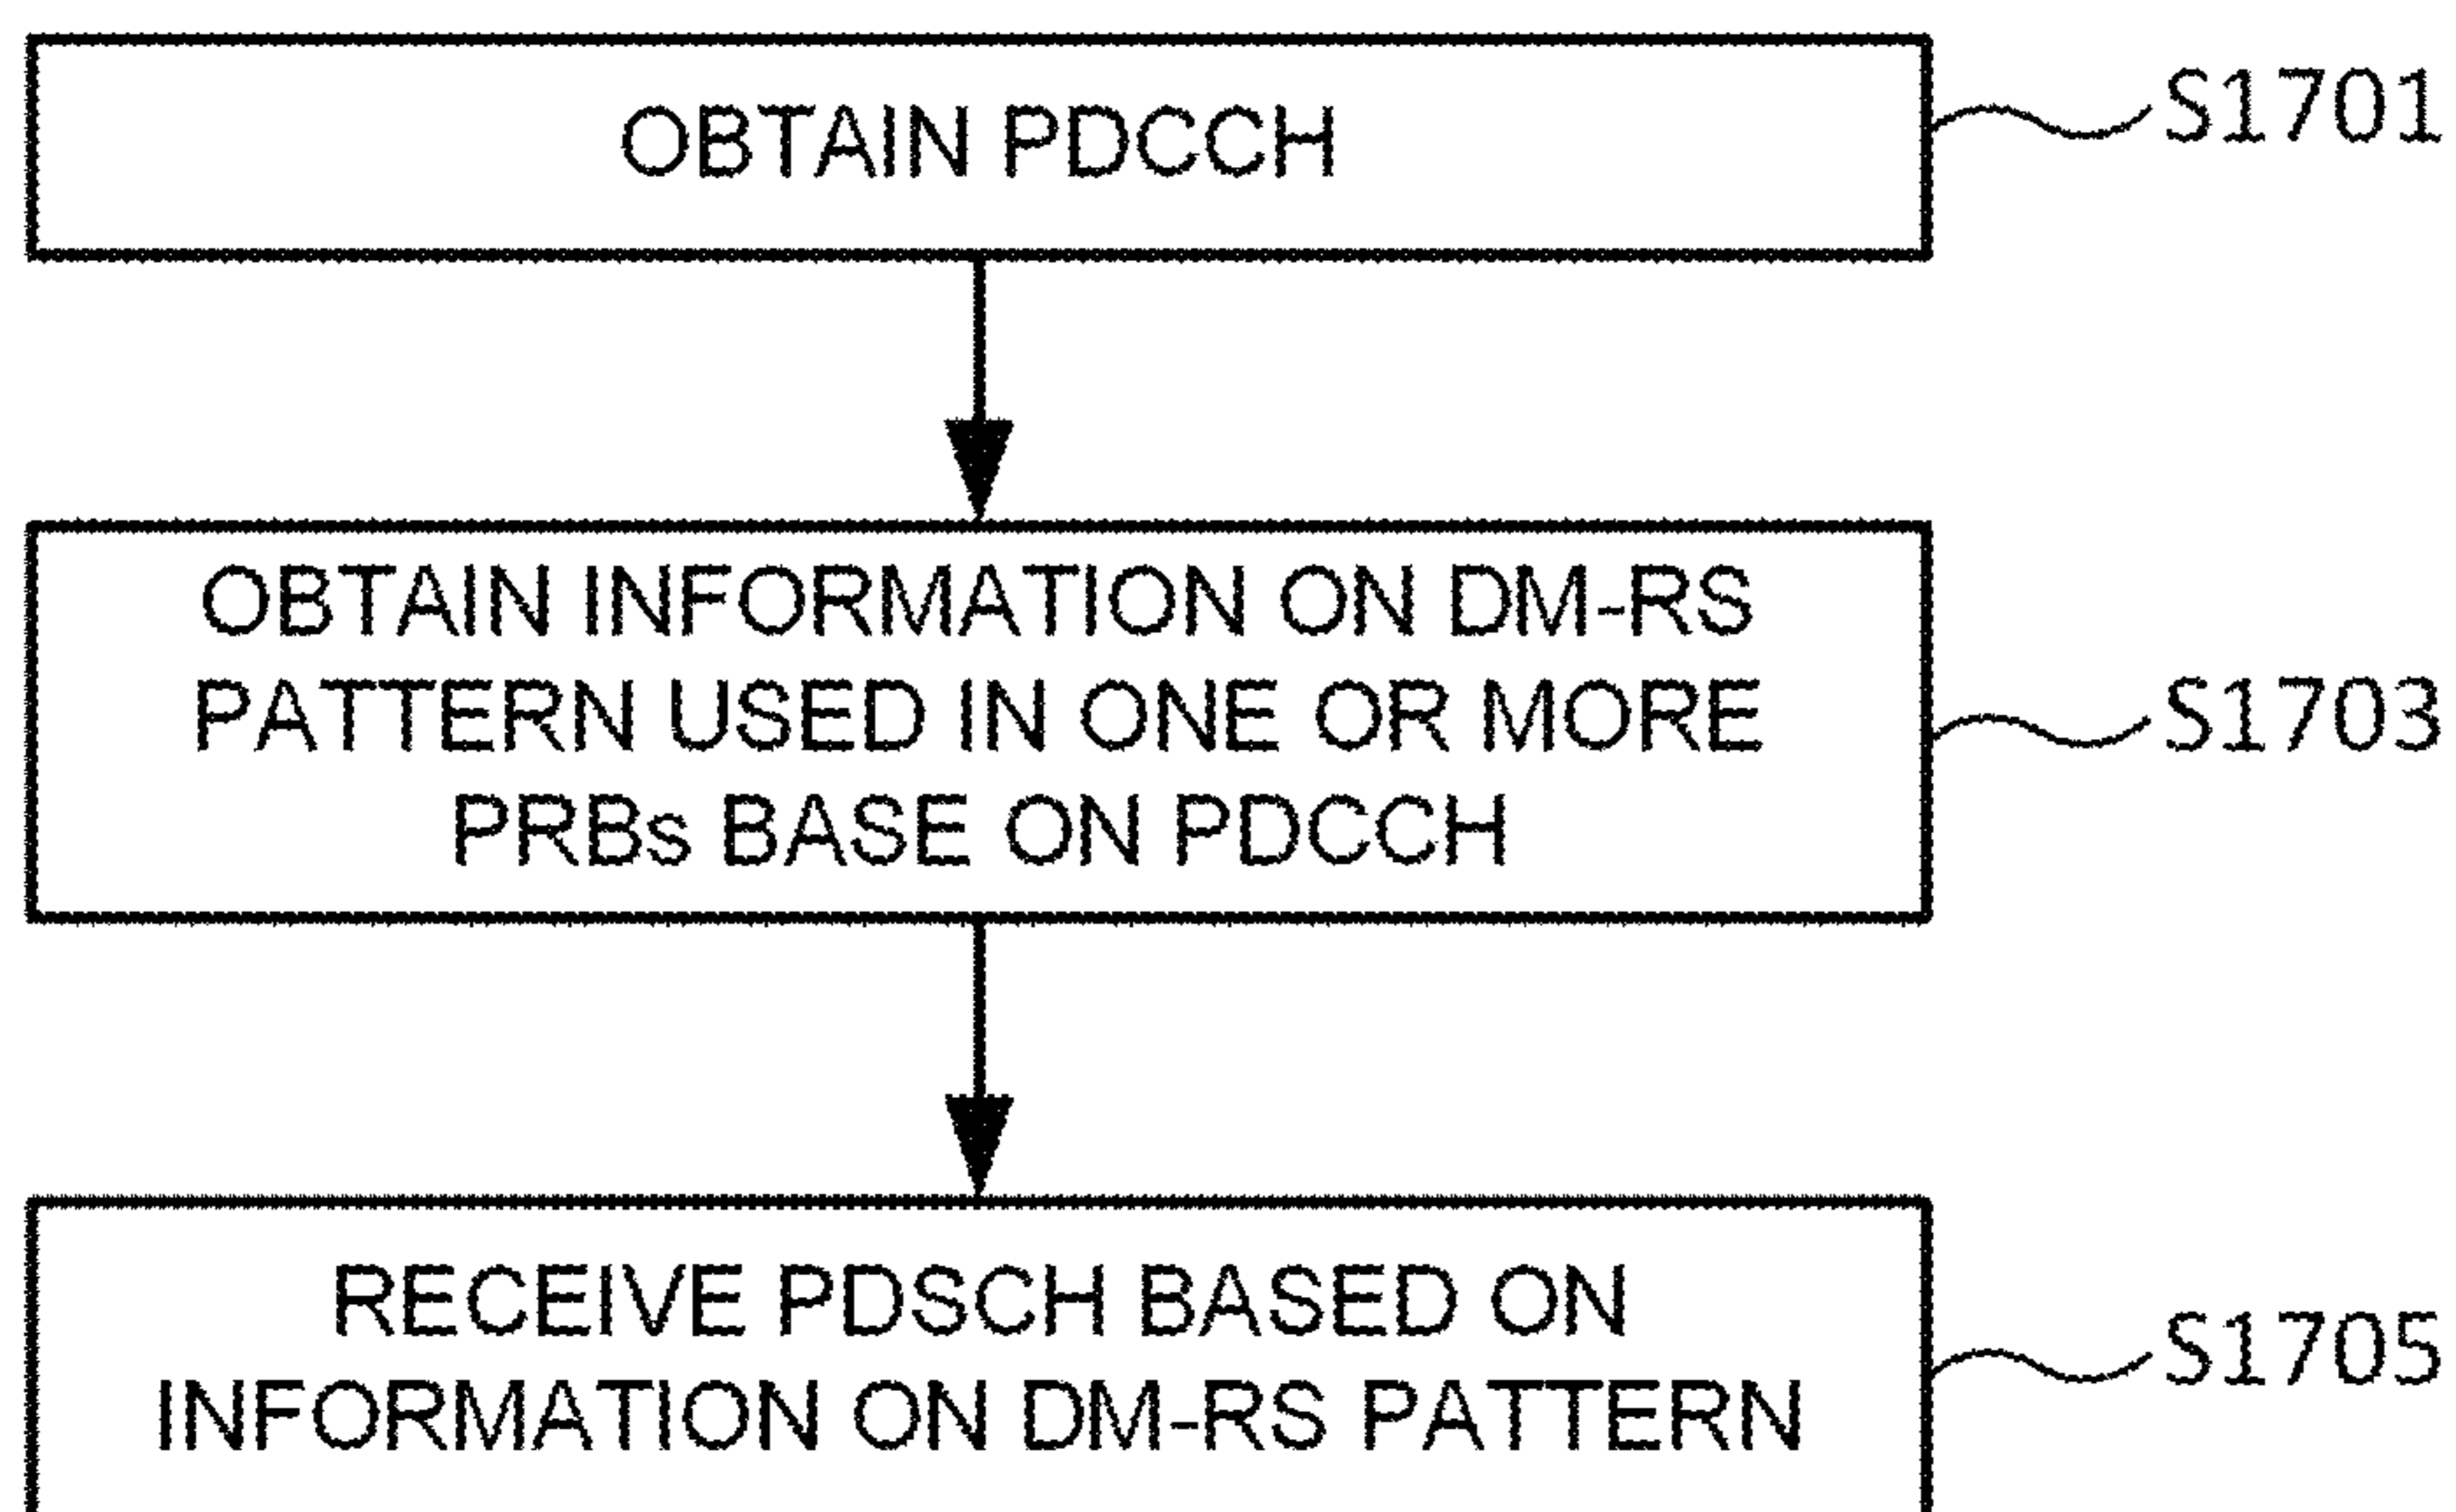 OBTAIN PDCCH
S1701
OBTAIN INFORMATION ON DM-RS
PATTERN USED IN ONE OR MORE
PRBs BASE ON PDCCH
S1703
RECEIVE PDSCH BASED ON
INFORMATION ON DM-RS PATTERN
S1705